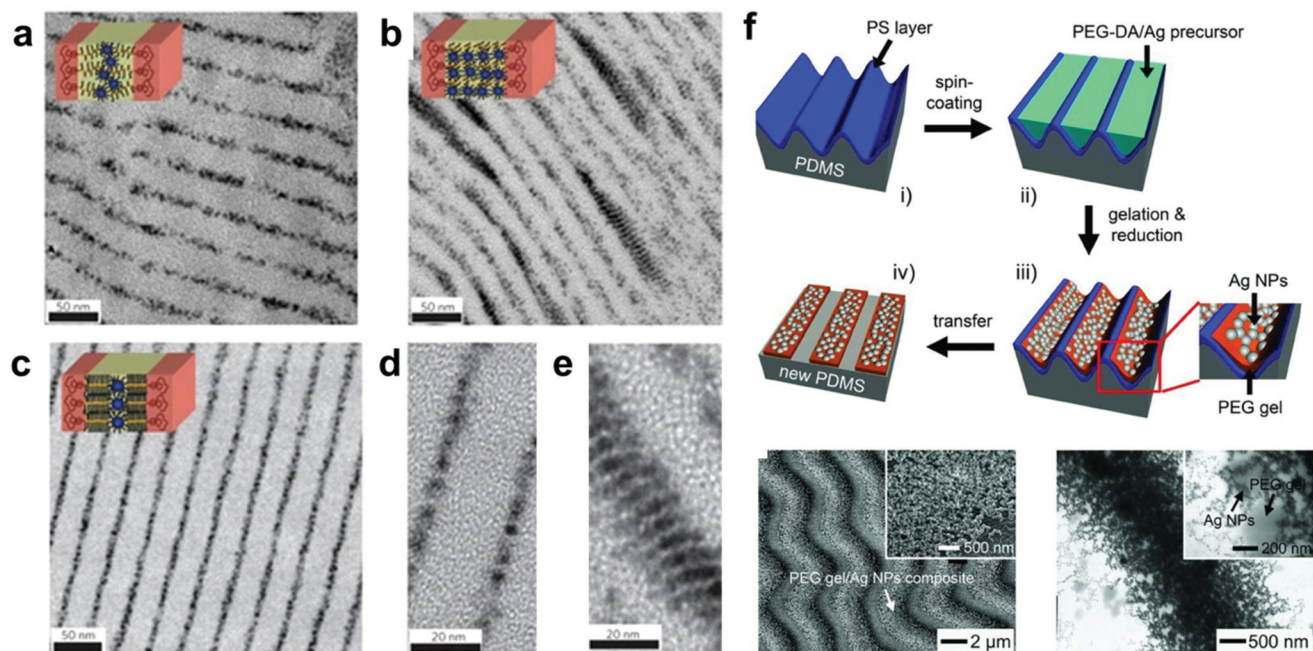 a
50 nm
b
50 nm
c
50 nm
d
20 nm
e
20 nm
f
PS layer
PDMS
i)
spin-
coating
PEG-DA/Ag precursor
ii)
gelation &
reduction
iii)
Ag NPs
PEG gel
transfer
iv)
new PDMS
500 nm
PEG gel/Ag NPs composite
2 μm
PEG gel
Ag NPs
200 nm
500 nm